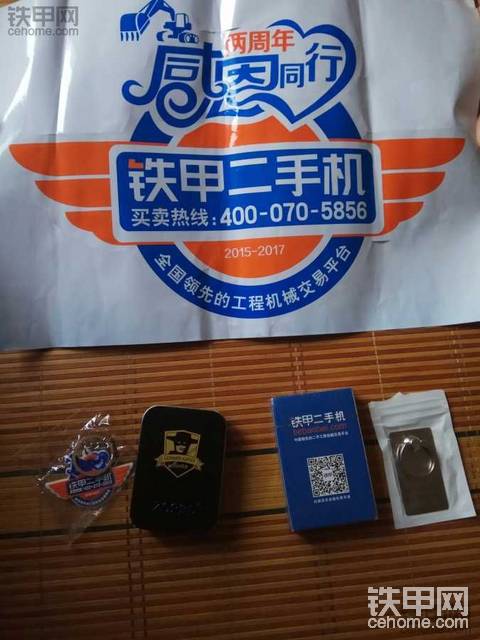 铁甲网
cehome.com
两周年
感恩同行
铁甲二手机
买卖热线:400-070-5856
2015-2017
全国领先的工程机械交易平台
铁甲二手机
铁甲二手机
铁甲网
cehome.com